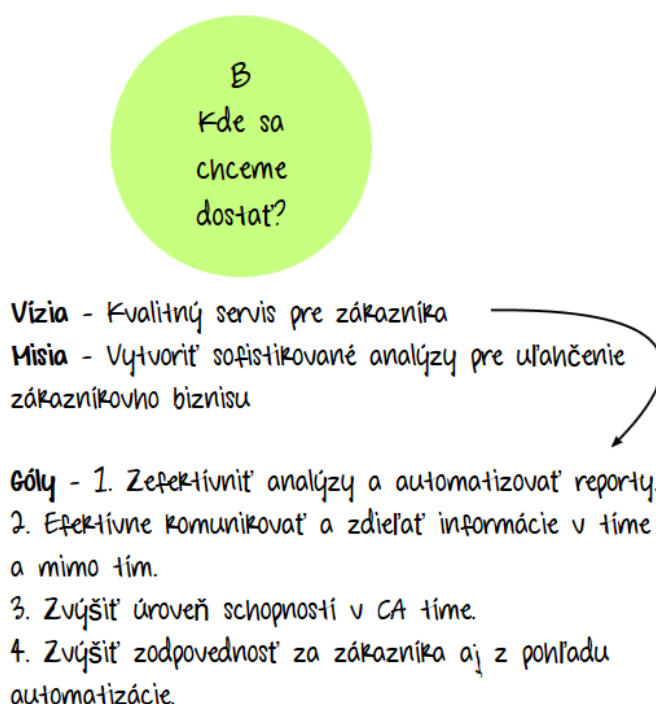 B
Kde sa
chceme
dostať?
Vízia - Kvalitný servis pre zákazníka
Misia - Vytvoriť sofistikované analýzy pre uľahčenie
zákazníkovho biznisu
Góly - 1. Zefektívniť analýzy a automatizovať reporty.
2. Efektívne komunikovať a zdieľať informácie v tíme
a mimo tím.
3. Zvýšiť úroveň schopností v CA tíme.
4. Zvýšiť zodpovednosť za zákazníka aj z pohľadu
automatizácie.